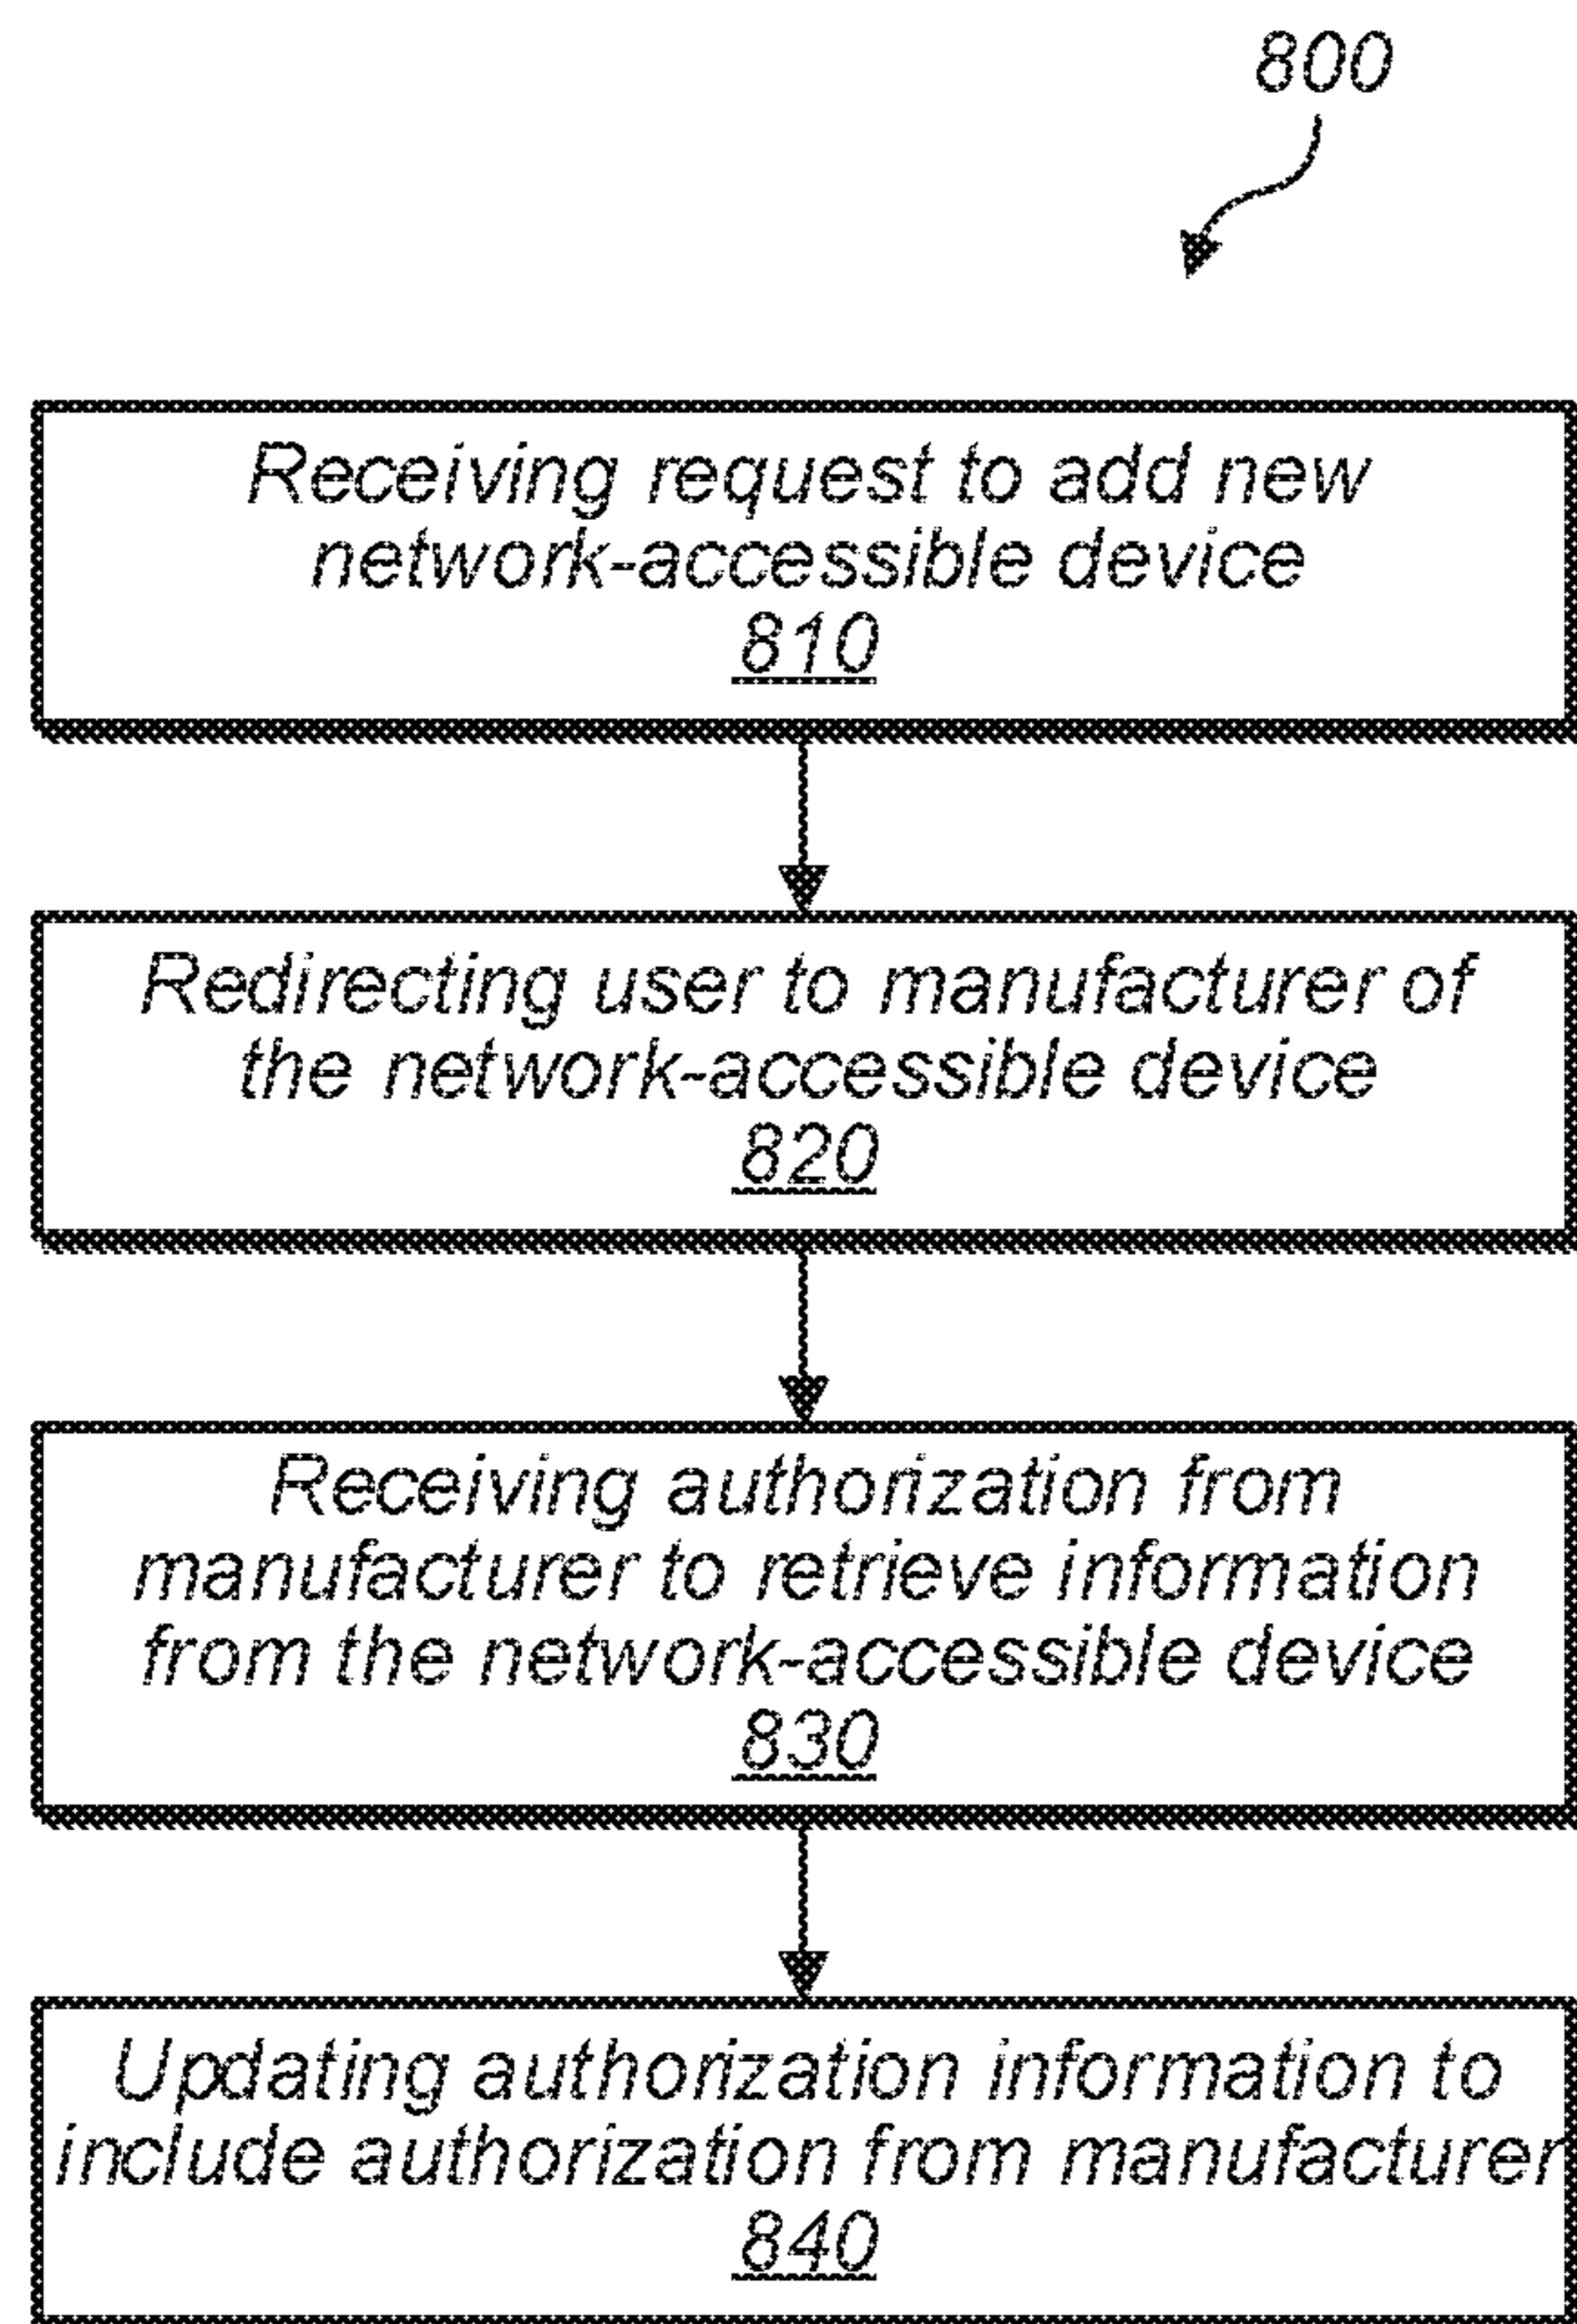 800
Receiving request to add new
network-accessible device
810
Redirecting user to manufacturer of
the network-accessible device
820
Receiving authorization from
manufacturer to retrieve information
from the network-accessible device
830
Updating authorization information to
include authorization from manufacturer
840